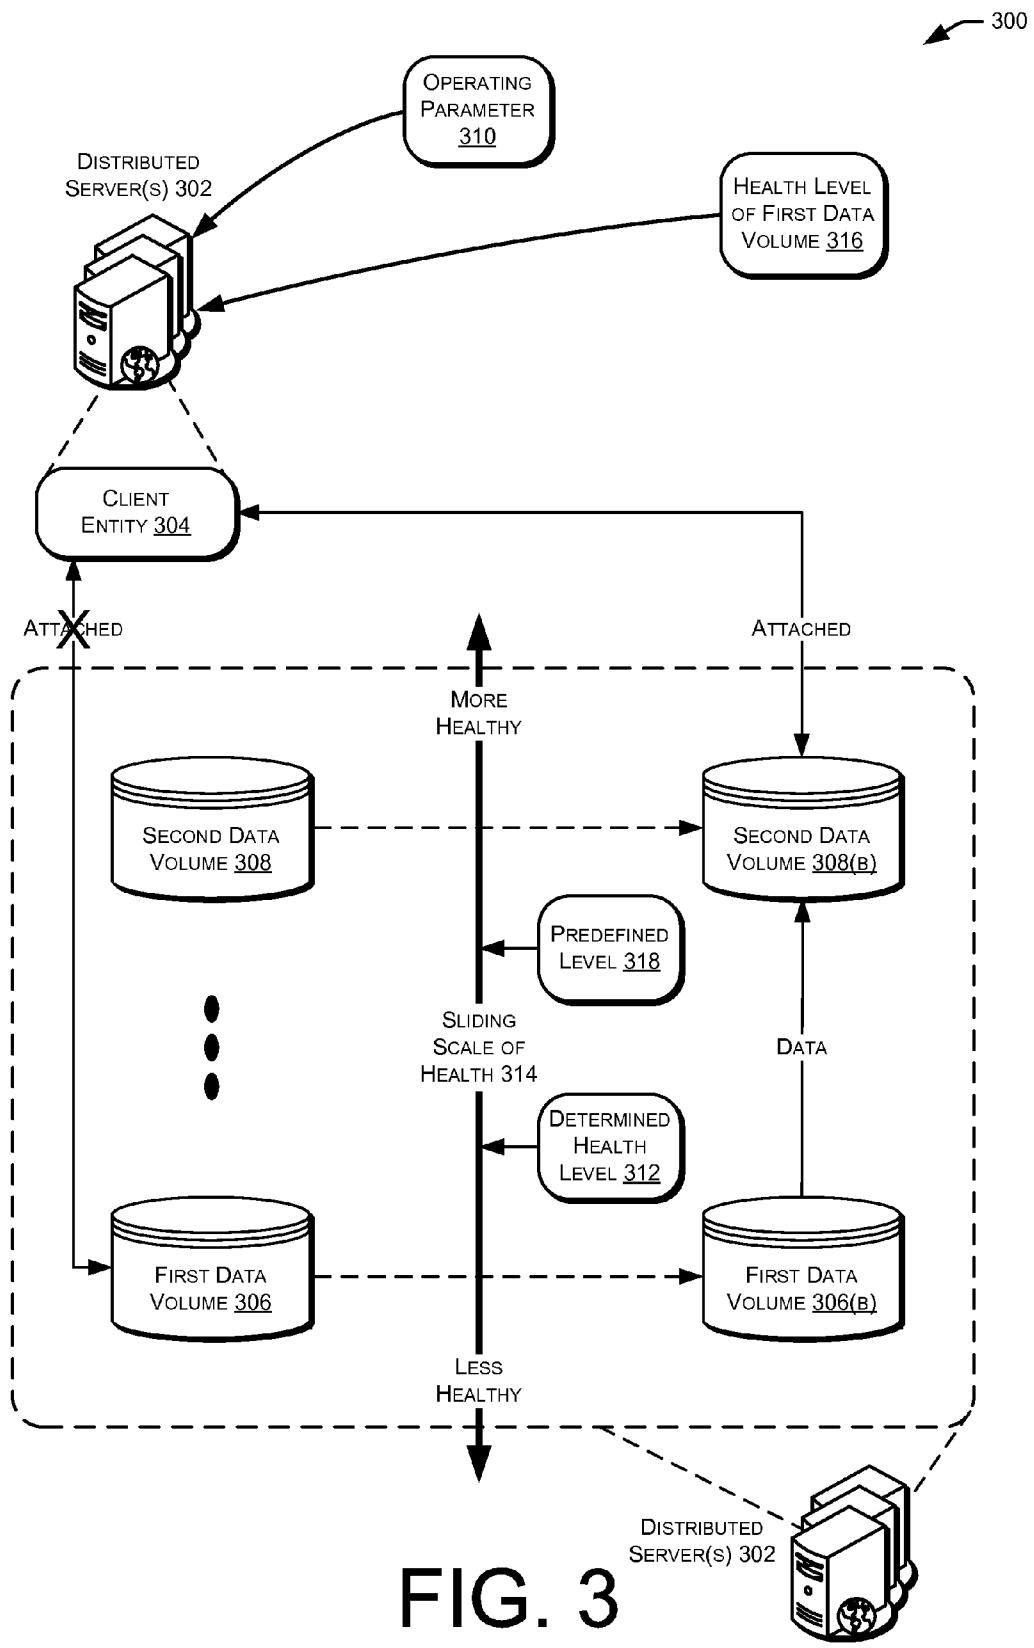 300
OPERATING
PARAMETER
310
DISTRIBUTED
SERVER(S) 302
HEALTH LEVEL
OF FIRST DATA
VOLUME 316
CLIENT
ENTITY 304
ATTACHED
ATTACHED
MORE
HEALTHY
SECOND DATA
VOLUME 308
SECOND DATA
VOLUME 308(B)
PREDEFINED
LEVEL 318
SLIDING
SCALE OF
HEALTH 314
DATA
DETERMINED
HEALTH
LEVEL 312
FIRST DATA
VOLUME 306
FIRST DATA
VOLUME 306(B)
LESS
HEALTHY
DISTRIBUTED
SERVER(S) 302
FIG. 3